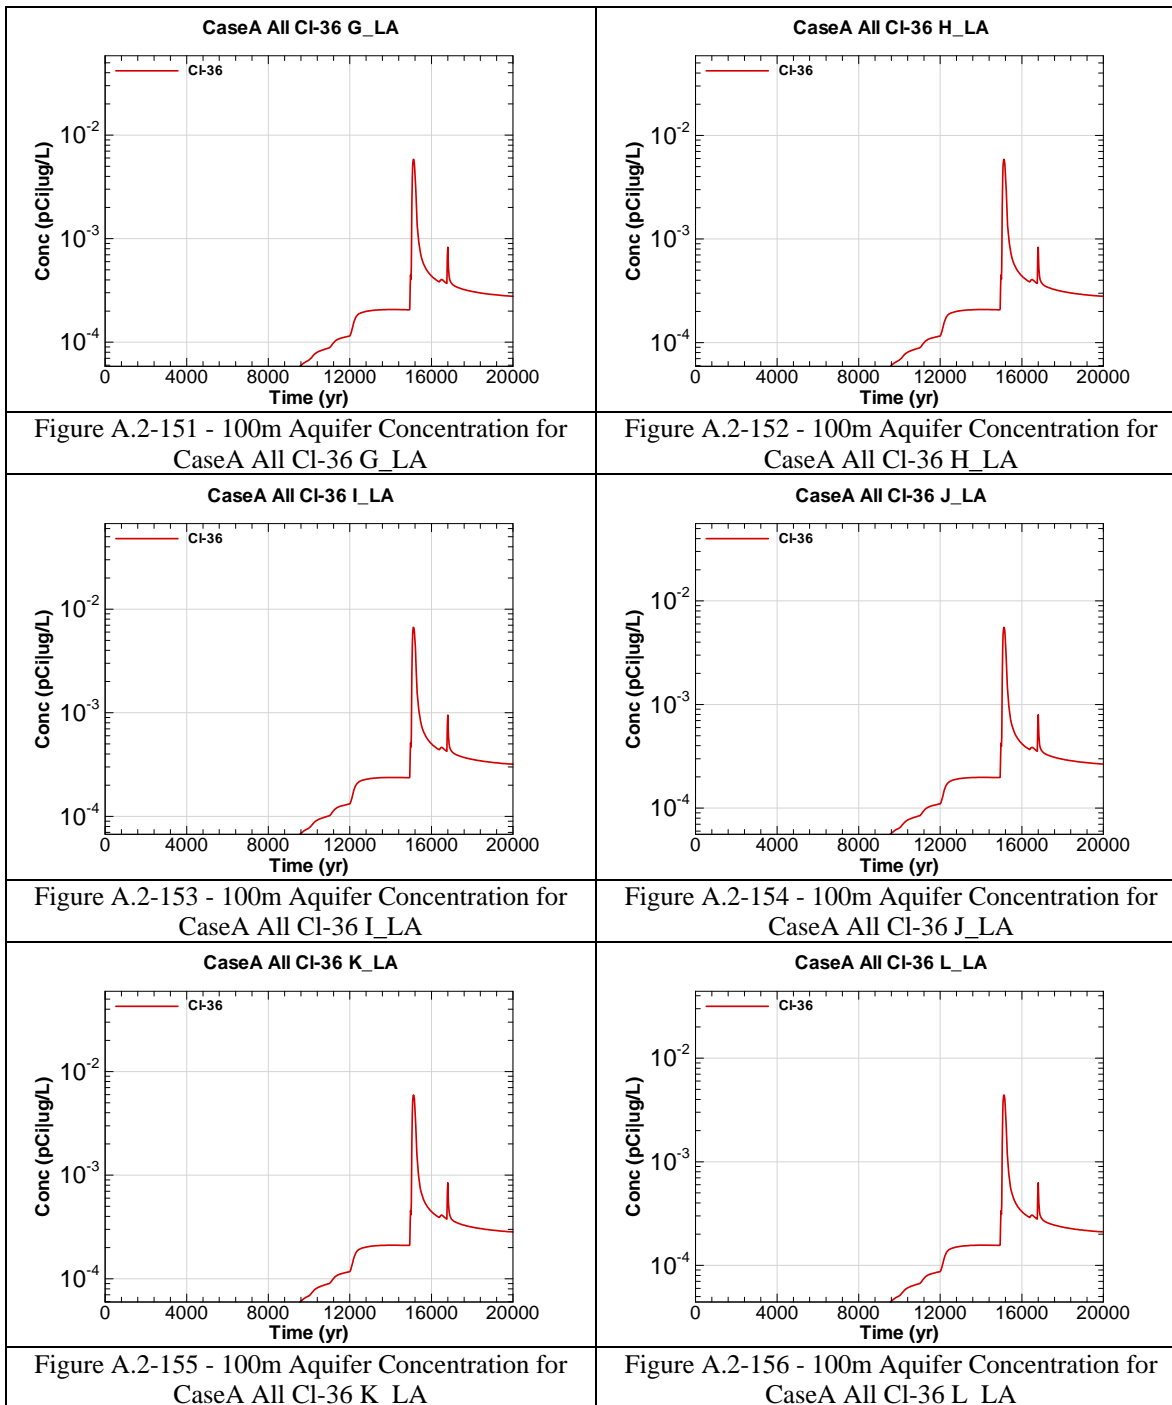 CaseA All Cl-36 G_LA
Cl-36
Conc (pCi|ug/L)
10-2
10-3
10-4
0 4000 8000 12000 16000 20000
Time (yr)
Figure A.2-151 - 100m Aquifer Concentration for
CaseA All Cl-36 G_LA
CaseA All Cl-36 H_LA
Cl-36
Conc (pCi|ug/L)
10-2
10-3
10-4
0 4000 8000 12000 16000 20000
Time (yr)
Figure A.2-152 - 100m Aquifer Concentration for
CaseA All Cl-36 H_LA
CaseA All Cl-36 I_LA
Cl-36
Conc (pCi|ug/L)
10-2
10-3
10-4
0 4000 8000 12000 16000 20000
Time (yr)
Figure A.2-153 - 100m Aquifer Concentration for
CaseA All Cl-36 I_LA
CaseA All Cl-36 J_LA
Cl-36
Conc (pCi|ug/L)
10-2
10-3
10-4
0 4000 8000 12000 16000 20000
Time (yr)
Figure A.2-154 - 100m Aquifer Concentration for
CaseA All Cl-36 J_LA
CaseA All Cl-36 K_LA
Cl-36
Conc (pCi|ug/L)
10-2
10-3
10-4
0 4000 8000 12000 16000 20000
Time (yr)
Figure A.2-155 - 100m Aquifer Concentration for
CaseA All Cl-36 K_LA
CaseA All Cl-36 L_LA
Cl-36
Conc (pCi|ug/L)
10-2
10-3
10-4
0 4000 8000 12000 16000 20000
Time (yr)
Figure A.2-156 - 100m Aquifer Concentration for
CaseA All Cl-36 L_LA